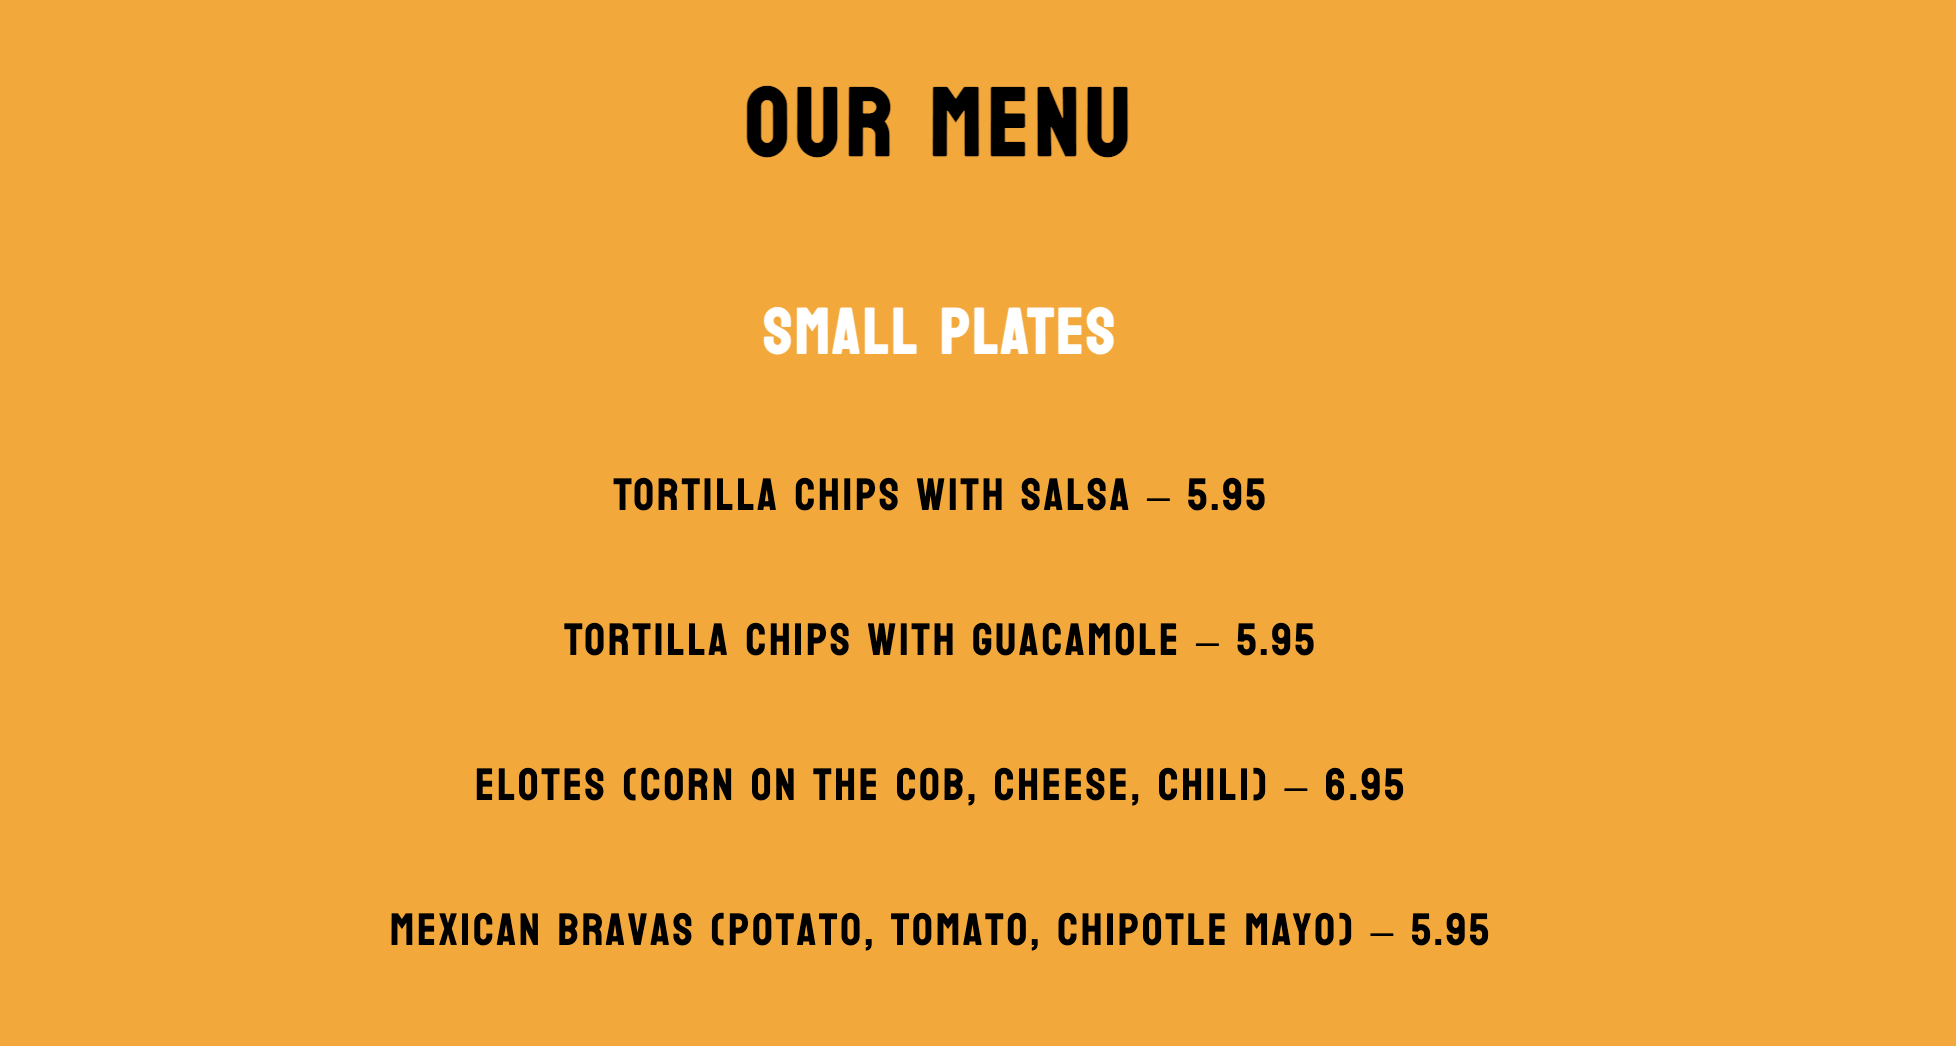 OUR MENU
SMALL PLATES
TORTILLA CHIPS WITH SALSA – 5.95
TORTILLA CHIPS WITH GUACAMOLE – 5.95
ELOTES (CORN ON THE COB, CHEESE, CHILI) – 6.95
MEXICAN BRAVAS (POTATO, TOMATO, CHIPOTLE MAYO) – 5.95